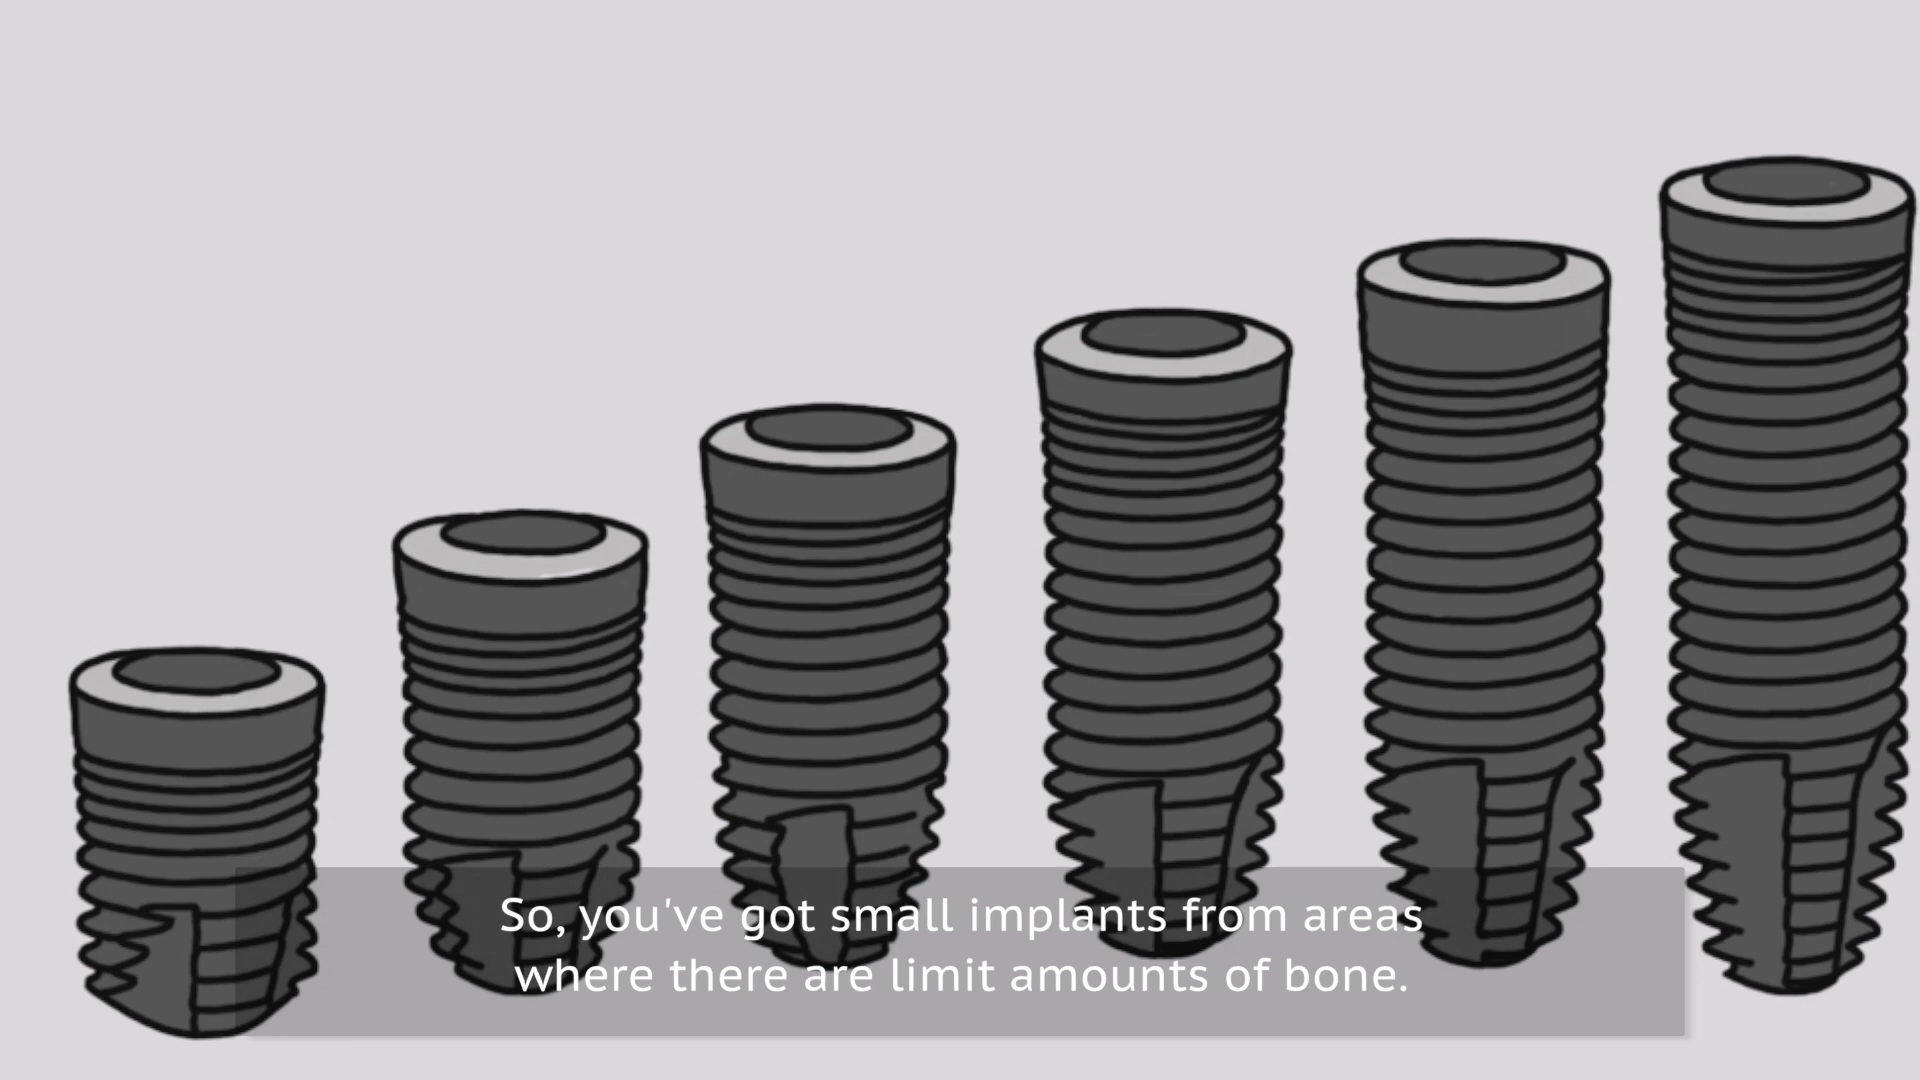 So, you've got small implants from areas
where there are limit amounts of bone.